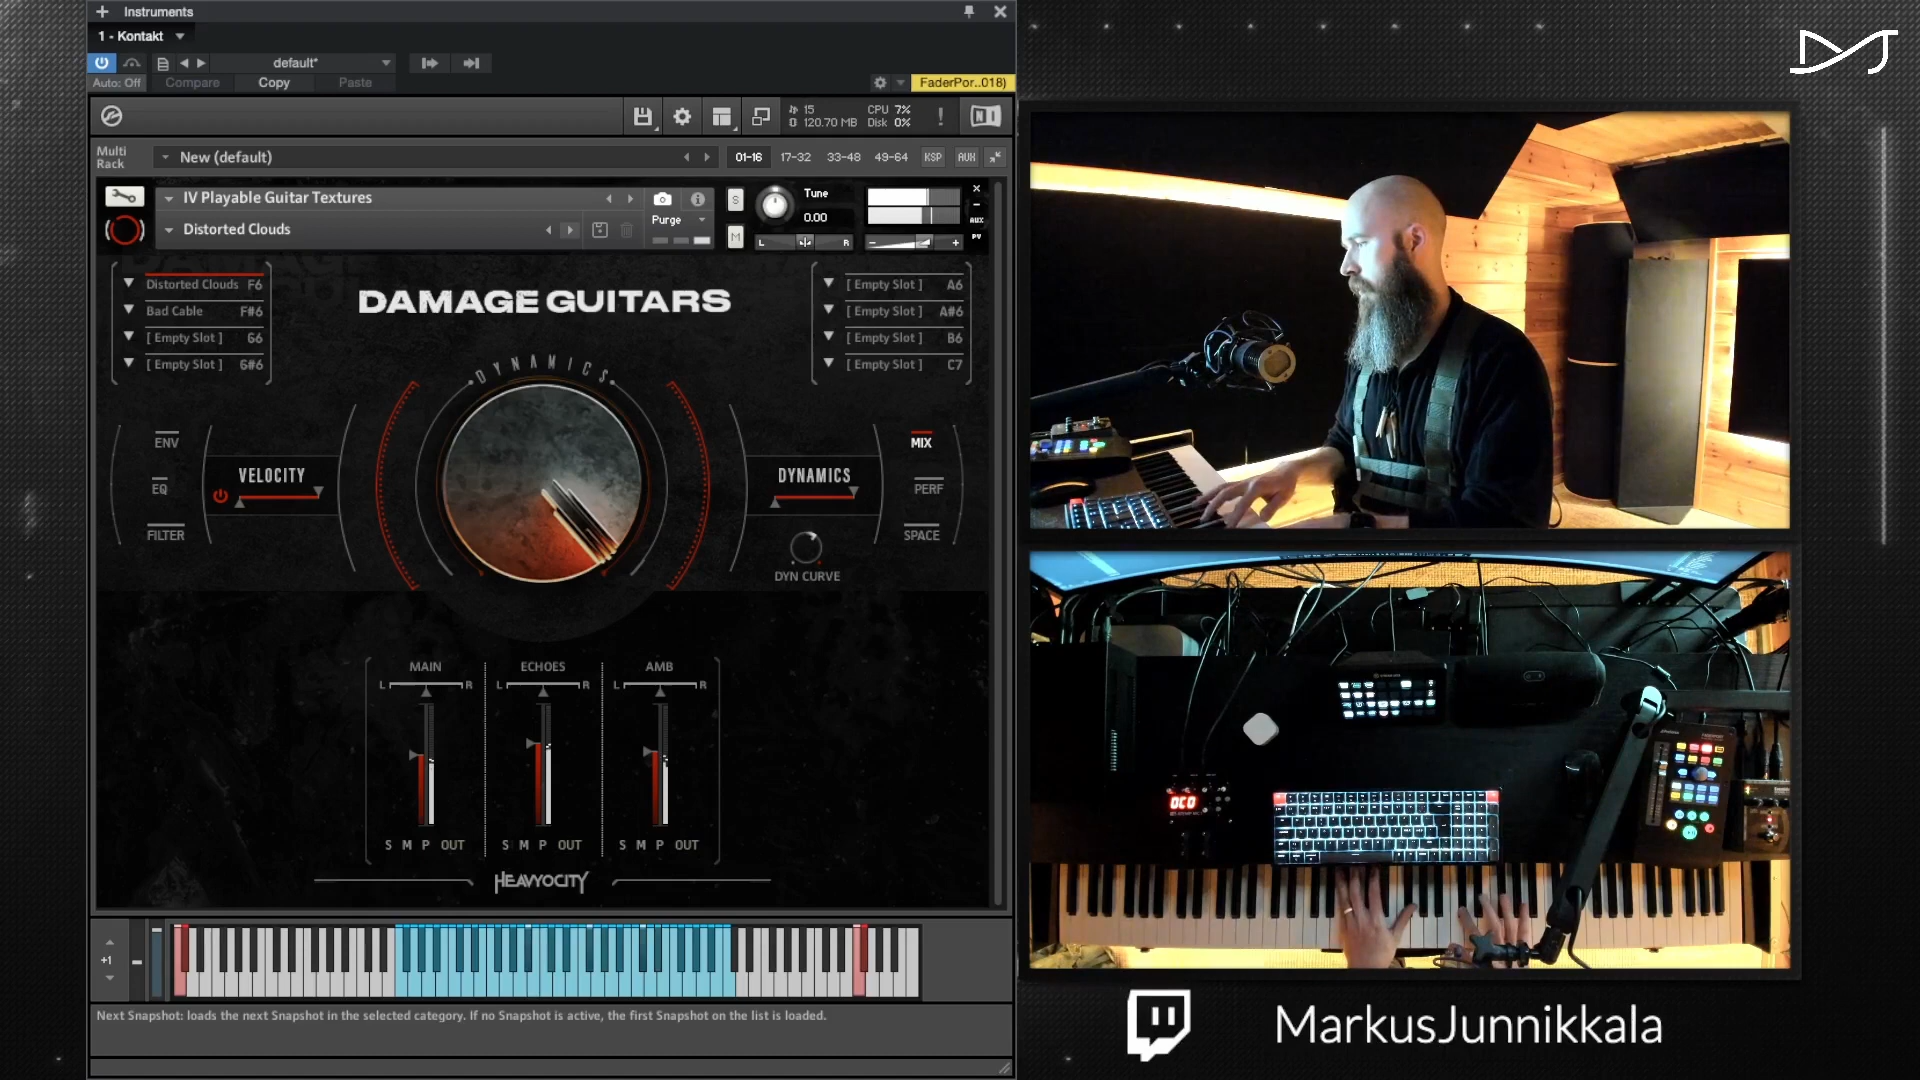 Instruments
1 - Kontakt
default*
Auto: Off
Compare
Copy
Paste
FaderPor..018)
15
120.70 MB
CPU 7%
Disk 0%
!
NI
Multi
Rack
New (default)
01-16
17-32
33-48
49-64
KSP
AUX
IV Playable Guitar Textures
Distorted Clouds
Purge
S
M
Tune
0.00
L
R
AUX
PV
Distorted Clouds F6
Bad Cable F#6
[ Empty Slot ] G6
[ Empty Slot ] G#6
DAMAGE GUITARS
[ Empty Slot ] A6
[ Empty Slot ] A#6
[ Empty Slot ] B6
[ Empty Slot ] C7
DYNAMICS
ENV
EQ
FILTER
VELOCITY
DYNAMICS
DYN CURVE
MIX
PERF
SPACE
MAIN
L R
S M P OUT
ECHOES
L R
S M P OUT
AMB
L R
S M P OUT
HEAVYOCITY
+1
Next Snapshot: loads the next Snapshot in the selected category. If no Snapshot is active, the first Snapshot on the list is loaded.
MarkusJunnikkala